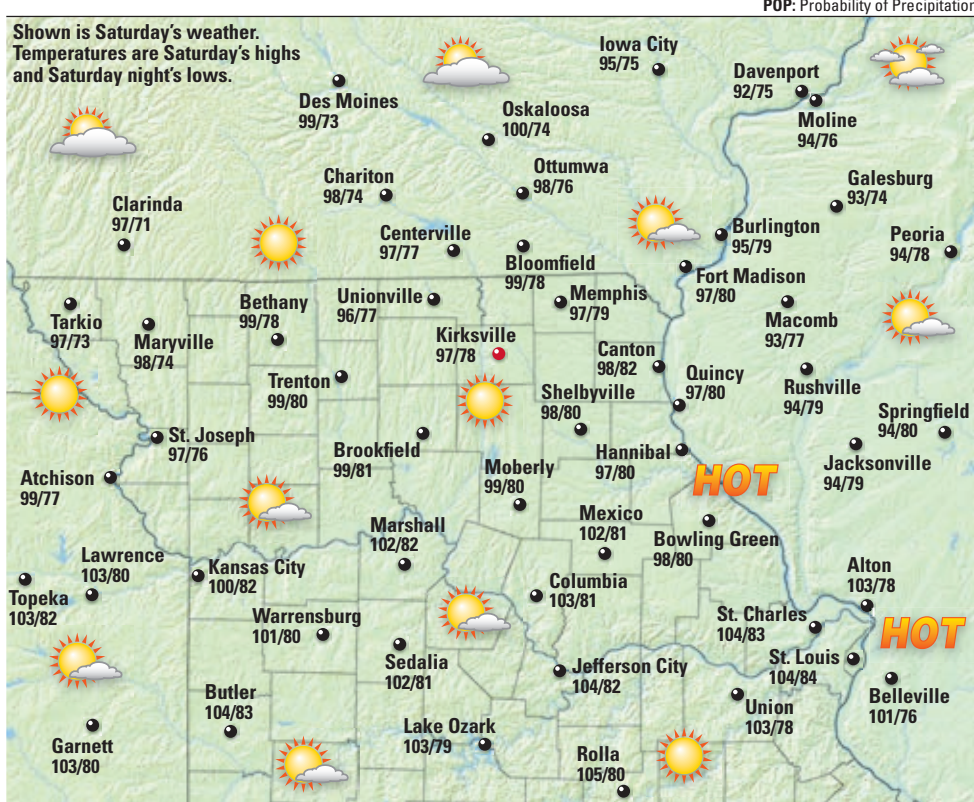 POP: Probability of Precipitation
Shown is Saturday's weather.
Temperatures are Saturday's highs
and Saturday night's lows.
Iowa City
95/75
Davenport
92/75
Moline
94/76
Des Moines
99/73
Oskaloosa
100/74
Ottumwa
98/76
Chariton
98/74
Galesburg
93/74
Clarinda
97/71
Centerville
97/77
Bloomfield
99/78
Burlington
95/79
Peoria
94/78
Fort Madison
97/80
Tarkio
97/73
Maryville
98/74
Bethany
99/78
Unionville
96/77
Memphis
97/79
Macomb
93/77
Kirksville
97/78
Canton
98/82
Trenton
99/80
Quincy
97/80
Rushville
94/79
Shelbyville
98/80
Springfield
94/80
St. Joseph
97/76
Brookfield
99/81
Hannibal
97/80
Jacksonville
94/79
Atchison
99/77
Moberly
99/80
HOT
Mexico
102/81
Bowling Green
98/80
Marshall
102/82
Lawrence
103/80
Kansas City
100/82
Topeka
103/82
Columbia
103/81
Alton
103/78
Warrensburg
101/80
St. Charles
104/83
HOT
Sedalia
102/81
Jefferson City
104/82
St. Louis
104/84
Belleville
101/76
Butler
104/83
Union
103/78
Garnett
103/80
Lake Ozark
103/79
Rolla
105/80